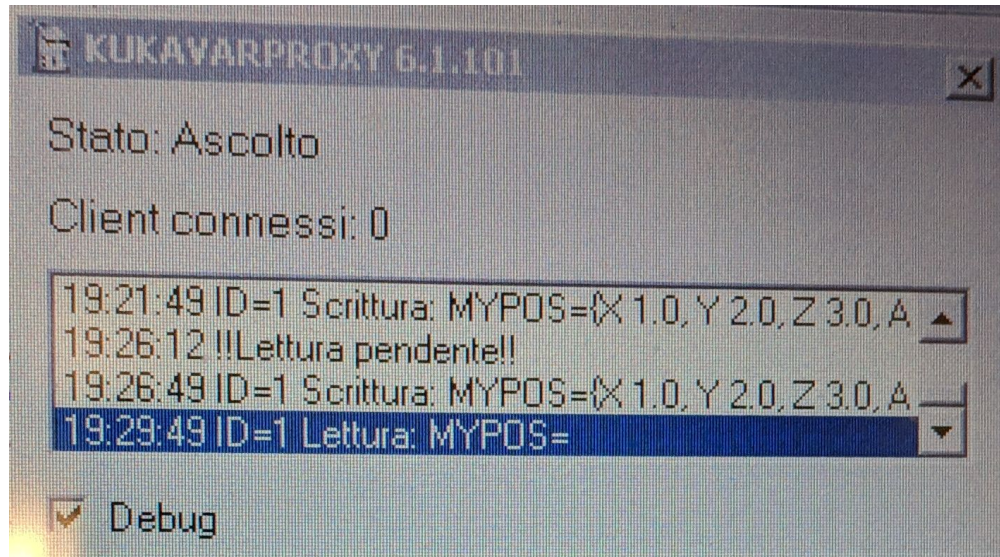 KUKAVARPROXY 6.1.101
Stato: Ascolto
Client connessi: 0
19:21:49 ID=1 Scrittura: MYPOS={X 1.0, Y 2.0, Z 3.0, A
19:26:12 !!Lettura pendente!!
19:26:49 ID=1 Scrittura: MYPOS={X 1.0, Y 2.0, Z 3.0, A
19:29:49 ID=1 Lettura: MYPOS=
Debug